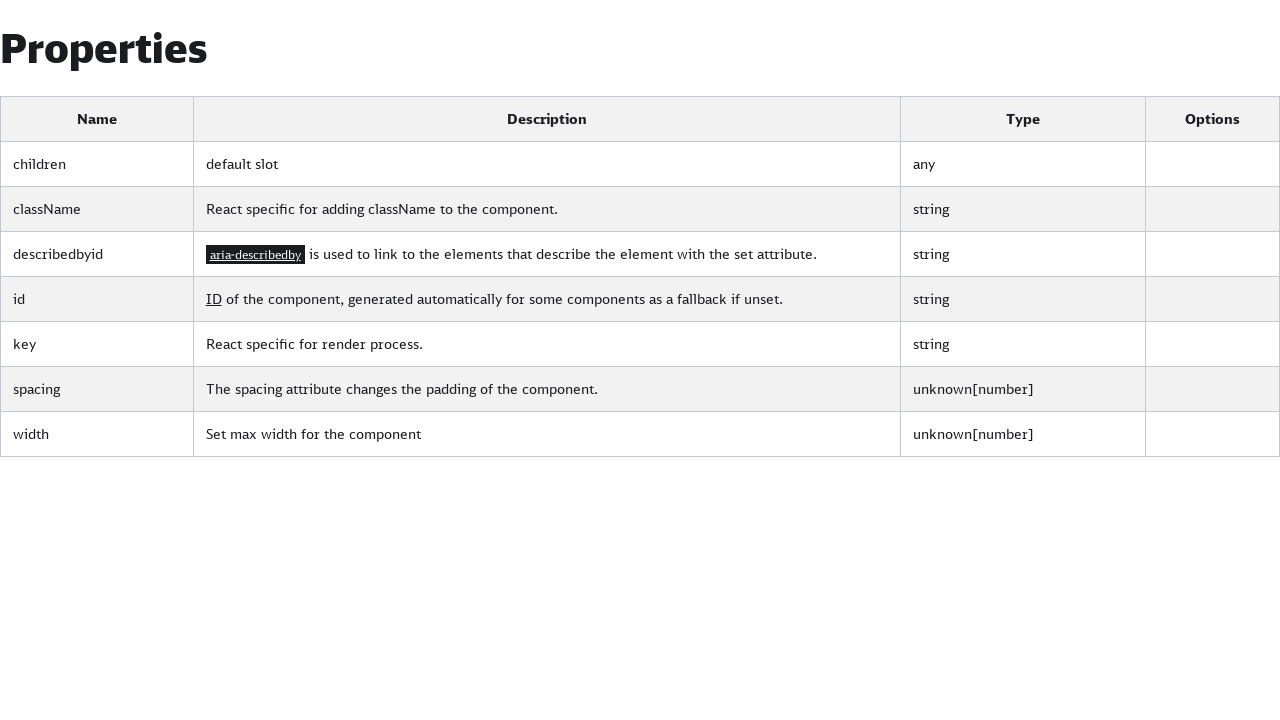 Properties
Name Description Type Options
children default slot any
className React specific for adding className to the component. string
describedbyid aria-describedby is used to link to the elements that describe the element with the set attribute. string
id ID of the component, generated automatically for some components as a fallback if unset. string
key React specific for render process. string
spacing The spacing attribute changes the padding of the component. unknown[number]
width Set max width for the component unknown[number]